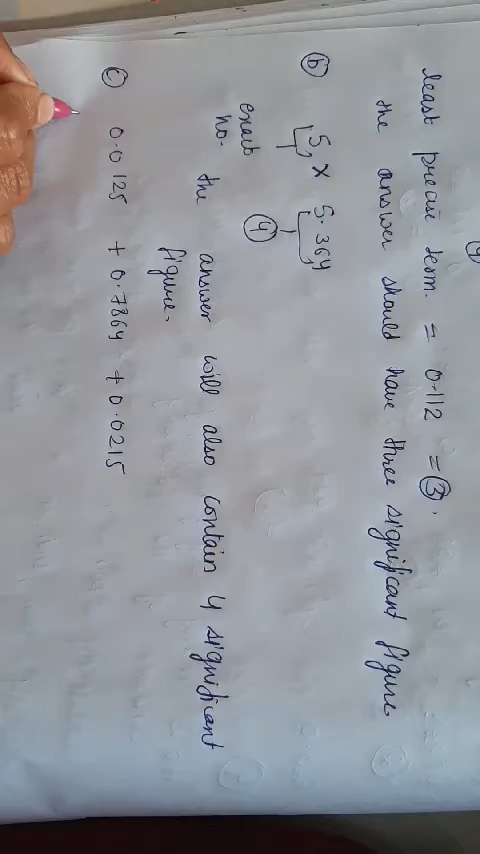 least precise term. = 0.112 = ③.
the answer should have three significant figure.
ⓑ 5 × 5.364
exact no. ④
the answer will also contain 4 significant
figure.
ⓒ 0.0125 + 0.7864 + 0.0215